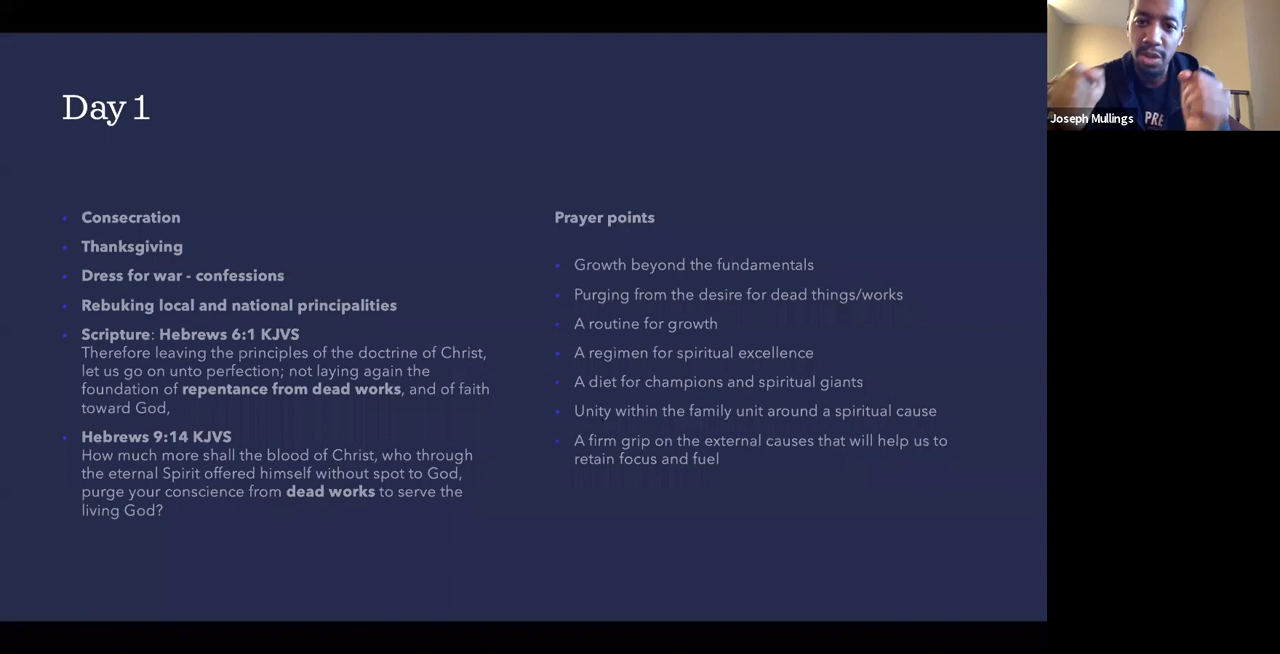 Day 1
Consecration
Thanksgiving
Dress for war - confessions
Rebuking local and national principalities
Scripture: Hebrews 6:1 KJVS
Therefore leaving the principles of the doctrine of Christ,
let us go on unto perfection; not laying again the
foundation of repentance from dead works, and of faith
toward God,
Hebrews 9:14 KJVS
How much more shall the blood of Christ, who through
the eternal Spirit offered himself without spot to God,
purge your conscience from dead works to serve the
living God?
Prayer points
Growth beyond the fundamentals
Purging from the desire for dead things/works
A routine for growth
A regimen for spiritual excellence
A diet for champions and spiritual giants
Unity within the family unit around a spiritual cause
A firm grip on the external causes that will help us to
retain focus and fuel
Joseph Mullings
PRE